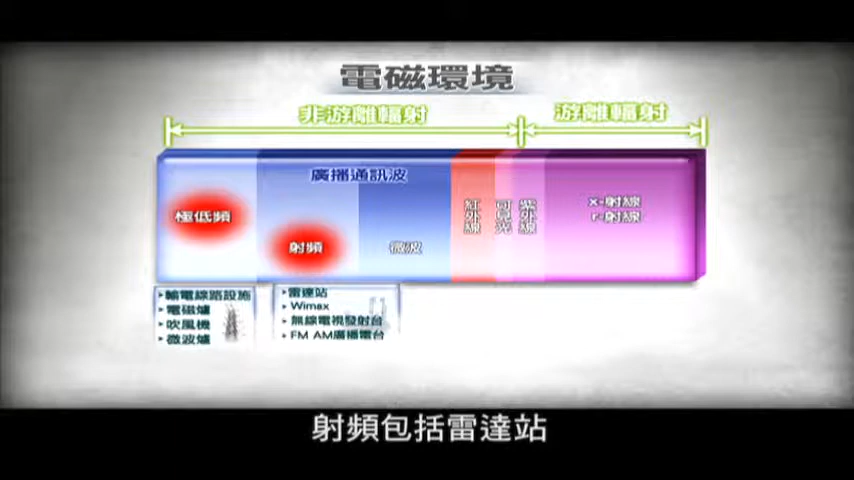 電磁環境
非游離輻射
游離輻射
廣播通訊波
極低頻
射頻
微波
紅外線
可見光
紫外線
x-射線
r-射線
▸輸電線路設施
▸電磁爐
▸吹風機
▸微波爐
▸雷達站
▸Wimax
▸無線電視發射台
▸FM AM廣播電台
射頻包括雷達站